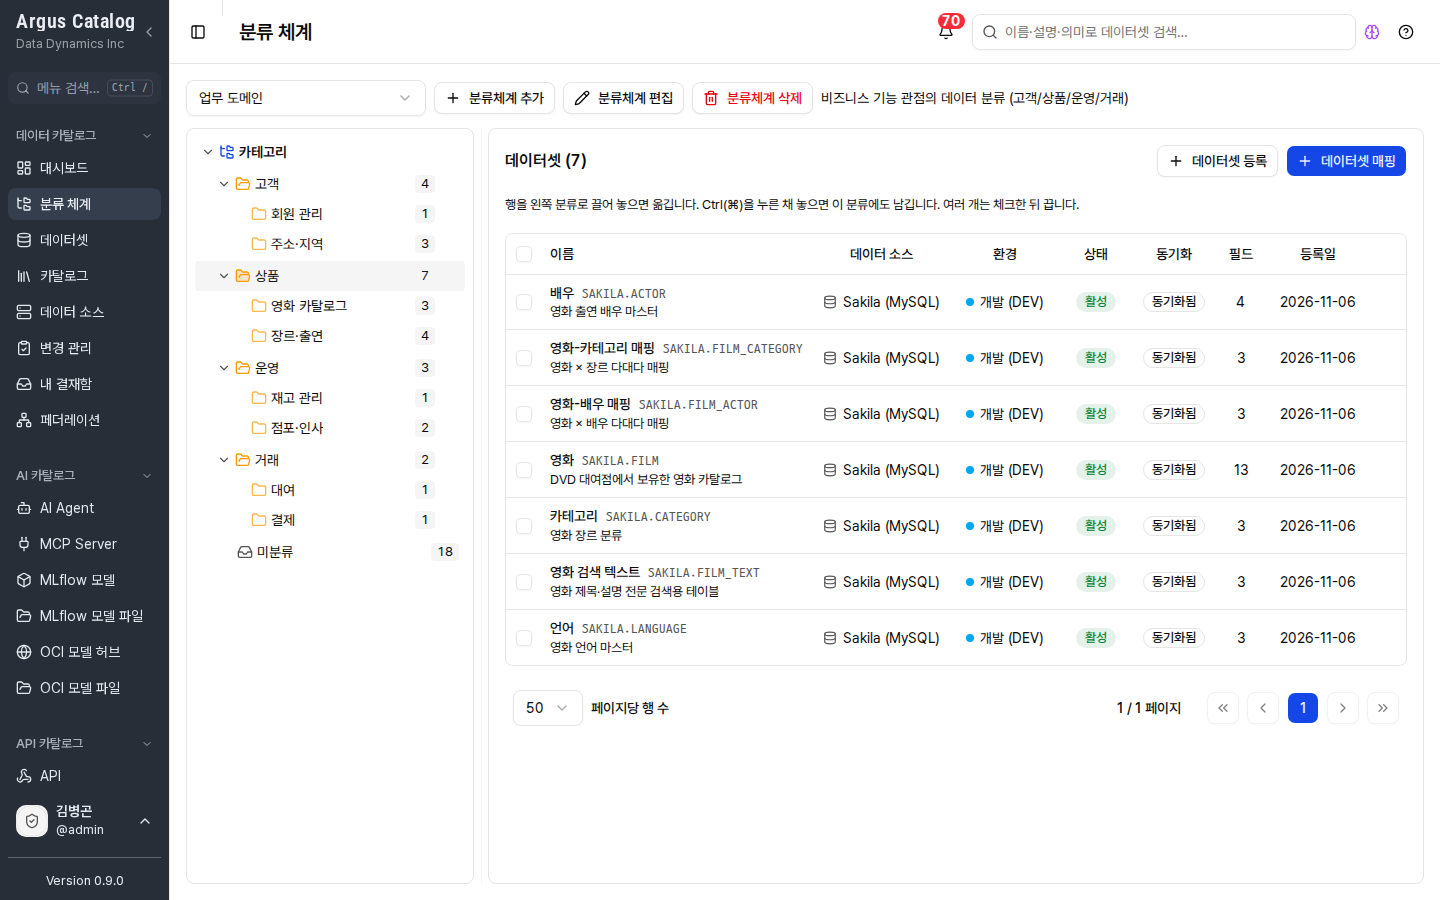 Argus Catalog
Data Dynamics Inc
메뉴 검색... Ctrl /
데이터 카탈로그
대시보드
분류 체계
데이터셋
카탈로그
데이터 소스
변경 관리
내 결재함
페더레이션
AI 카탈로그
AI Agent
MCP Server
MLflow 모델
MLflow 모델 파일
OCI 모델 허브
OCI 모델 파일
API 카탈로그
API
김병곤
@admin
Version 0.9.0
분류 체계
70
이름·설명·의미로 데이터셋 검색...
업무 도메인
분류체계 추가
분류체계 편집
분류체계 삭제
비즈니스 기능 관점의 데이터 분류 (고객/상품/운영/거래)
카테고리
고객 4
회원 관리 1
주소·지역 3
상품 7
영화 카탈로그 3
장르·출연 4
운영 3
재고 관리 1
점포·인사 2
거래 2
대여 1
결제 1
미분류 18
데이터셋 (7)
데이터셋 등록
데이터셋 매핑
행을 왼쪽 분류로 끌어 놓으면 옮깁니다. Ctrl(⌘)을 누른 채 놓으면 이 분류에도 남깁니다. 여러 개는 체크한 뒤 끕니다.
이름 데이터 소스 환경 상태 동기화 필드 등록일
배우 SAKILA.ACTOR
영화 출연 배우 마스터
Sakila (MySQL) 개발 (DEV) 활성 동기화됨 4 2026-11-06
영화-카테고리 매핑 SAKILA.FILM_CATEGORY
영화 × 장르 다대다 매핑
Sakila (MySQL) 개발 (DEV) 활성 동기화됨 3 2026-11-06
영화-배우 매핑 SAKILA.FILM_ACTOR
영화 × 배우 다대다 매핑
Sakila (MySQL) 개발 (DEV) 활성 동기화됨 3 2026-11-06
영화 SAKILA.FILM
DVD 대여점에서 보유한 영화 카탈로그
Sakila (MySQL) 개발 (DEV) 활성 동기화됨 13 2026-11-06
카테고리 SAKILA.CATEGORY
영화 장르 분류
Sakila (MySQL) 개발 (DEV) 활성 동기화됨 3 2026-11-06
영화 검색 텍스트 SAKILA.FILM_TEXT
영화 제목·설명 전문 검색용 테이블
Sakila (MySQL) 개발 (DEV) 활성 동기화됨 3 2026-11-06
언어 SAKILA.LANGUAGE
영화 언어 마스터
Sakila (MySQL) 개발 (DEV) 활성 동기화됨 3 2026-11-06
50 페이지당 행 수
1 / 1 페이지
1